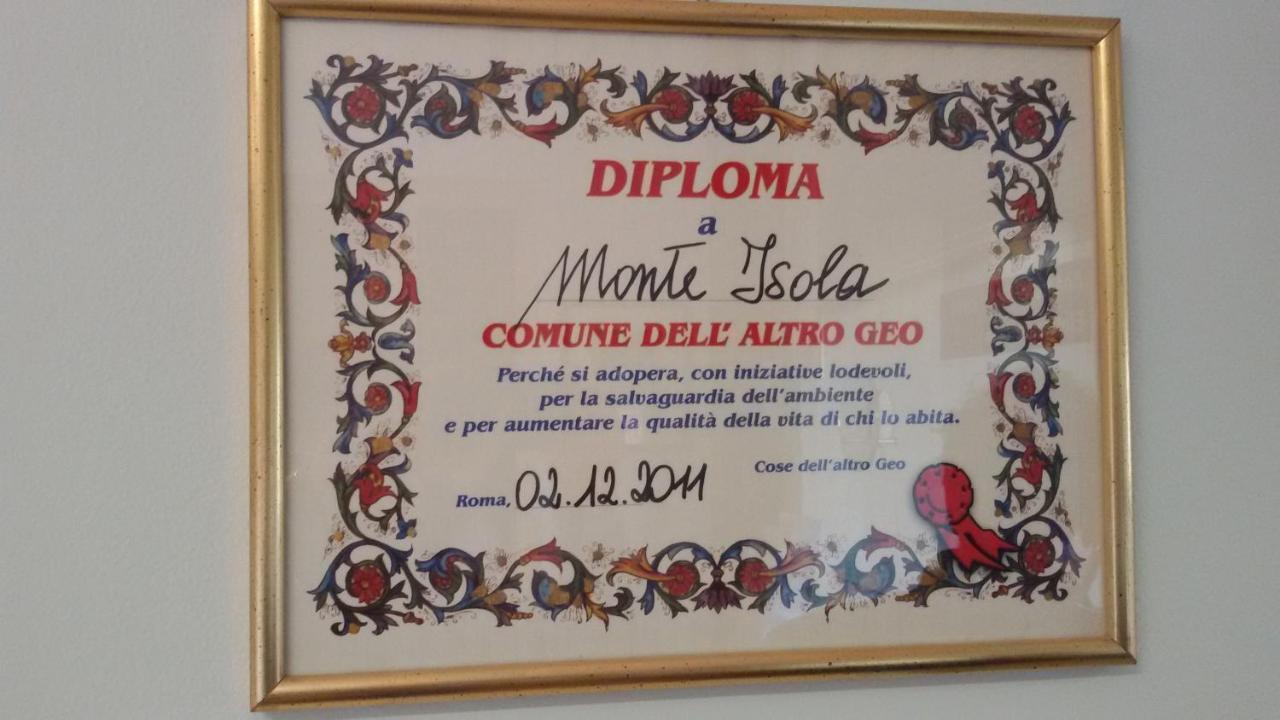 DIPLOMA
a
Monte Isola
COMUNE DELL' ALTRO GEO
Perché si adopera, con iniziative lodevoli,
per la salvaguardia dell'ambiente
e per aumentare la qualità della vita di chi lo abita.
Cose dell'altro Geo
Roma, 02.12.2011